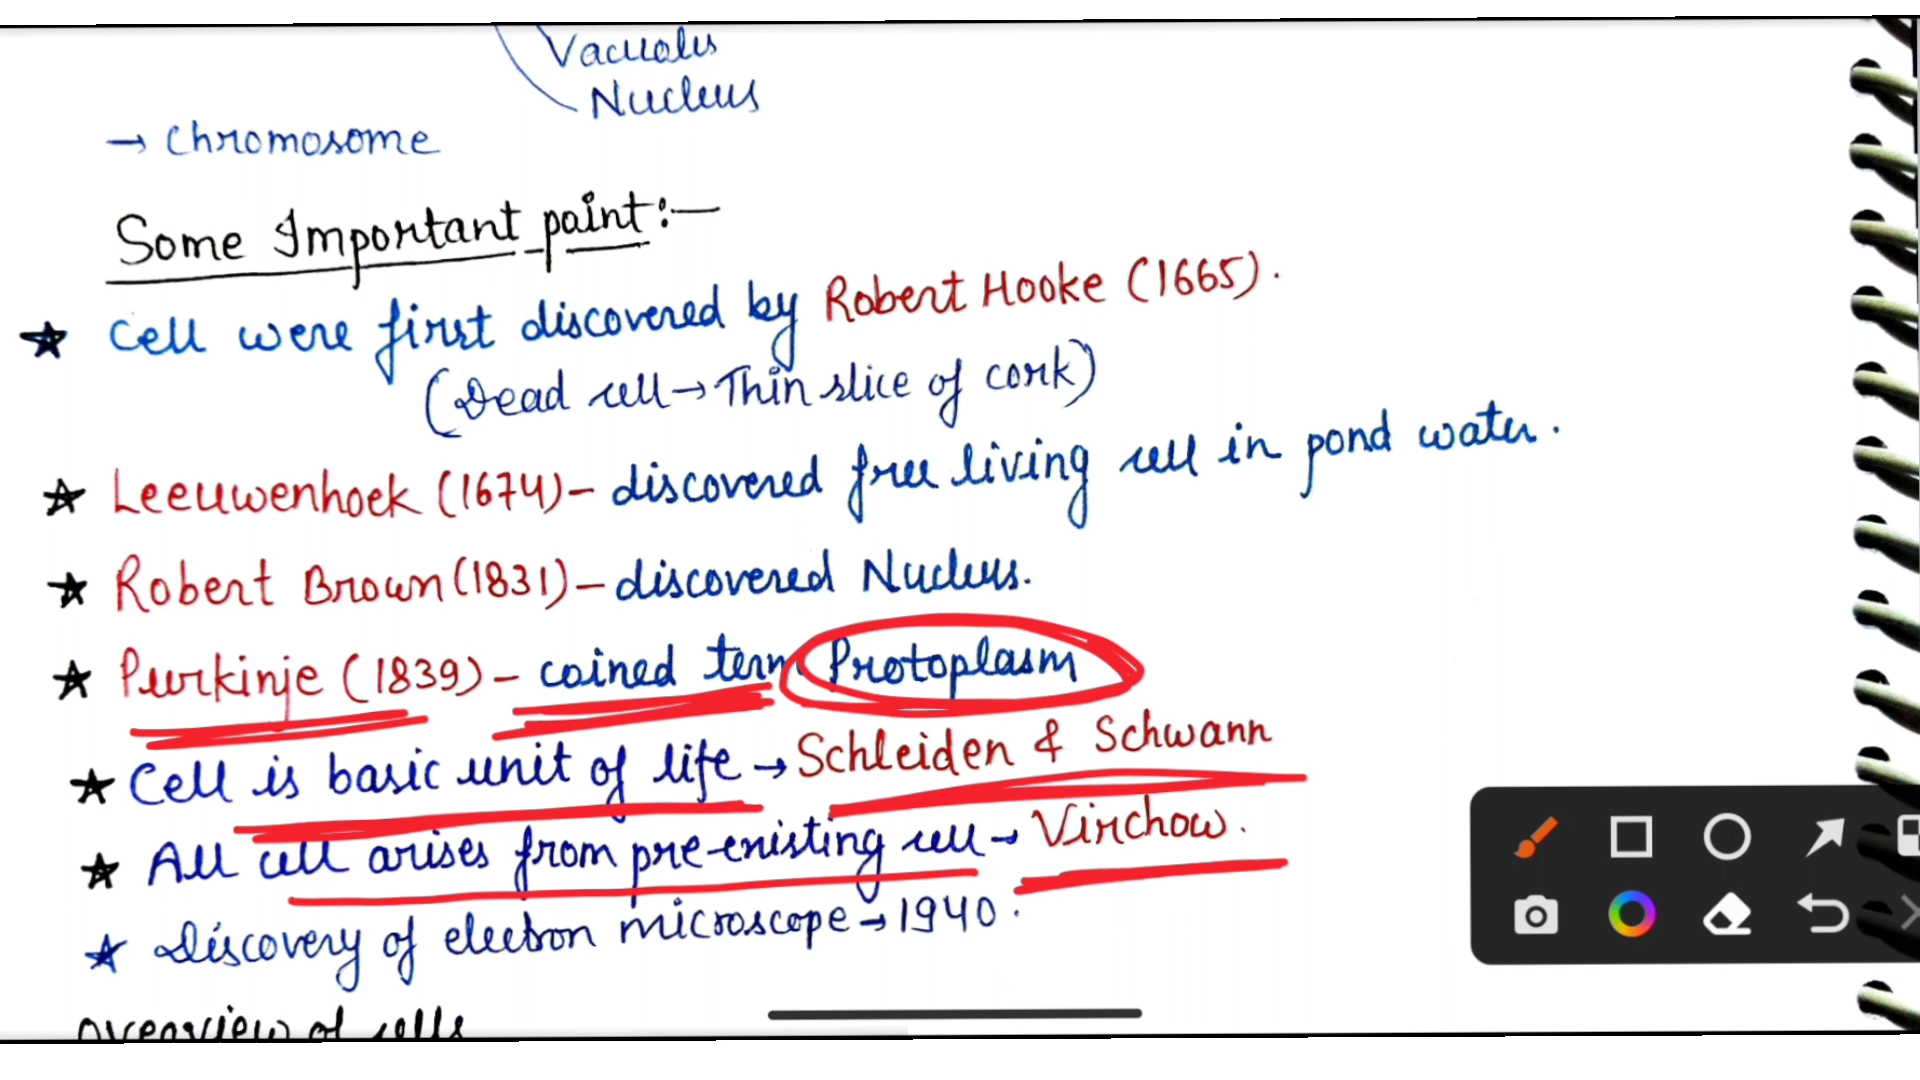 Vacuoles
Nucleus
→ Chromosome
Some Important point:—
★ Cell were first discovered by Robert Hooke (1665).
(Dead cell → Thin slice of cork)
★ Leeuwenhoek (1674) – discovered free living cell in pond water.
★ Robert Brown (1831) – discovered Nucleus.
★ Purkinje (1839) – coined term Protoplasm
★ Cell is basic unit of life → Schleiden & Schwann
★ All cell arises from pre-existing cell → Virchow.
★ Discovery of electron microscope → 1940.
overview of cells